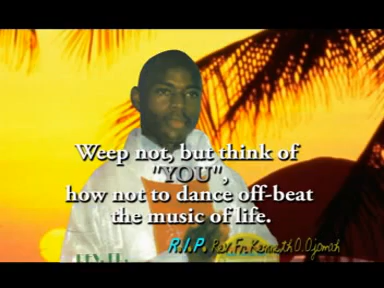 Weep not, but think of
"YOU",
how not to dance off-beat
the music of life.
R.I.P. Rev. Fr. Kenneth O. Ojomah